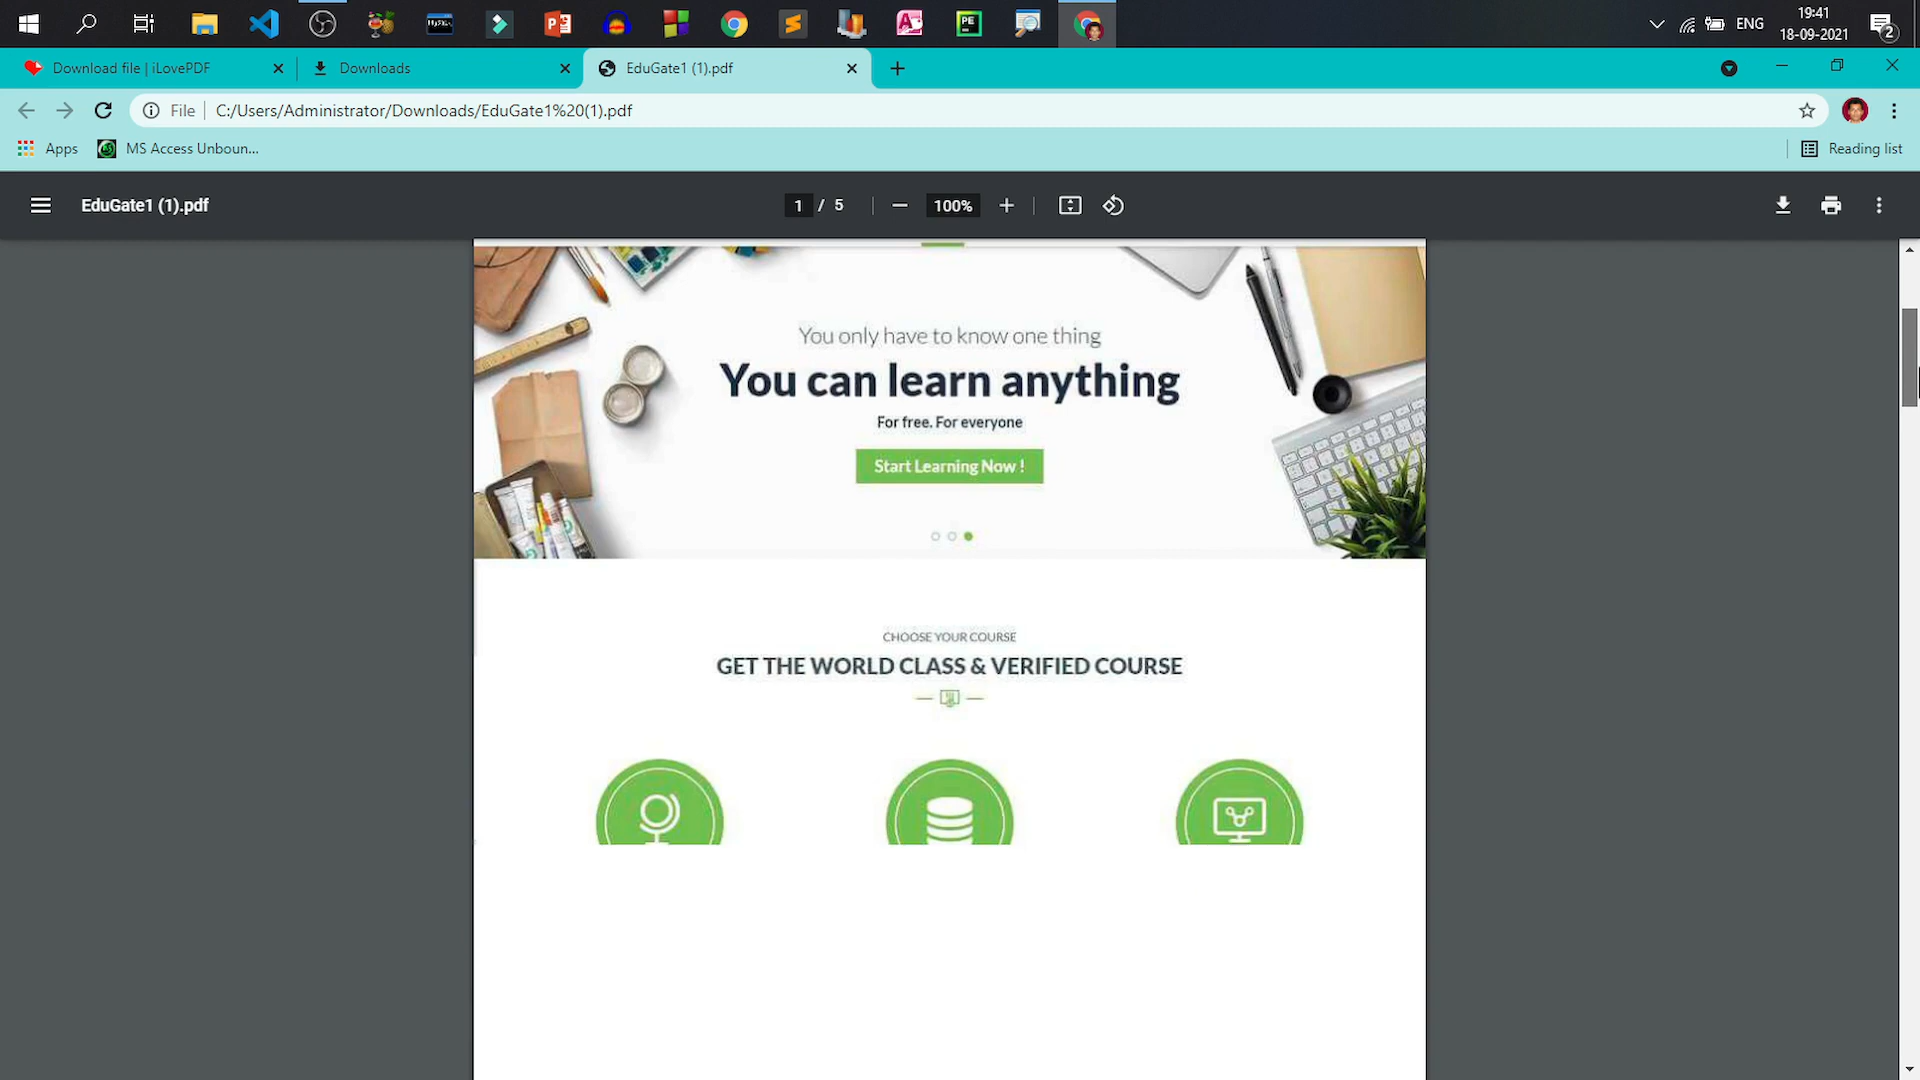 ENG
19:41
18-09-2021
2
Download file | iLovePDF
Downloads
EduGate1 (1).pdf
File
C:/Users/Administrator/Downloads/EduGate1%20(1).pdf
Apps
MS Access Unboun...
Reading list
EduGate1 (1).pdf
1 / 5
100%
You only have to know one thing
You can learn anything
For free. For everyone
Start Learning Now !
CHOOSE YOUR COURSE
GET THE WORLD CLASS & VERIFIED COURSE